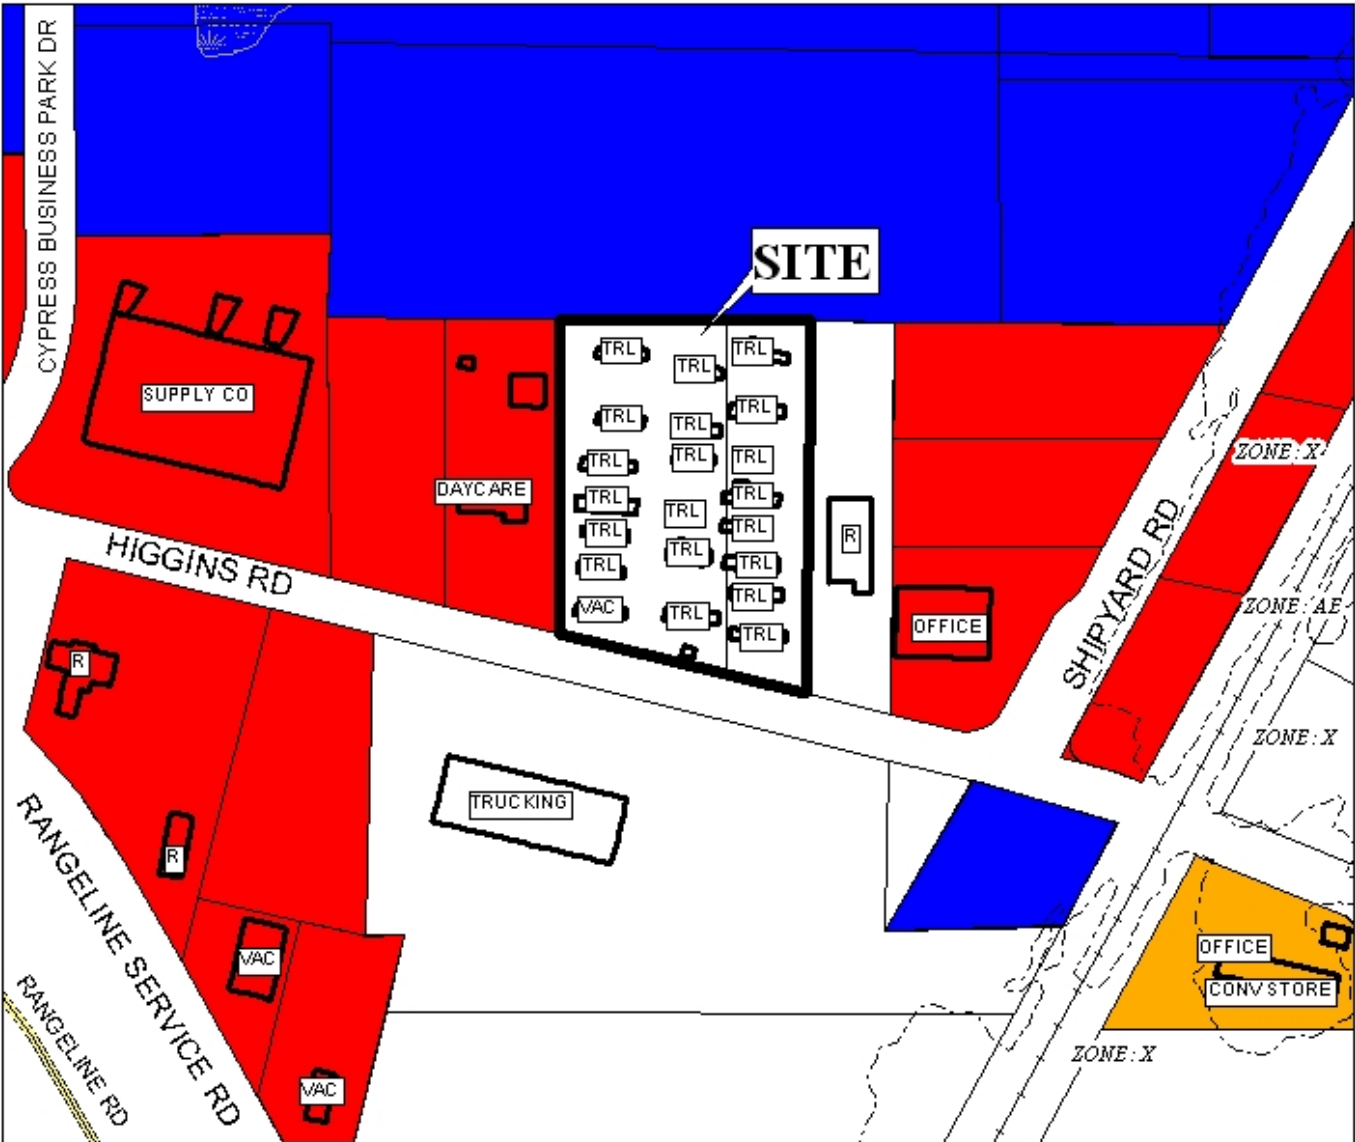 CYPRESS BUSINESS PARK DR
SITE
TRL
TRL
TRL
SUPPLY CO
TRL
TRL
TRL
TRL
TRL
TRL
ZONE: X
DAYCARE
TRL
TRL
TRL
TRL
TRL
R
TRL
TRL
HIGGINS RD
TRL
TRL
SHIPYARD RD
VAC
TRL
TRL
TRL
OFFICE
ZONE: AE
R
ZONE: X
TRUCKING
R
RANGELINE SERVICE RD
VAC
OFFICE
CONV STORE
RANGELINE RD
ZONE: X
VAC